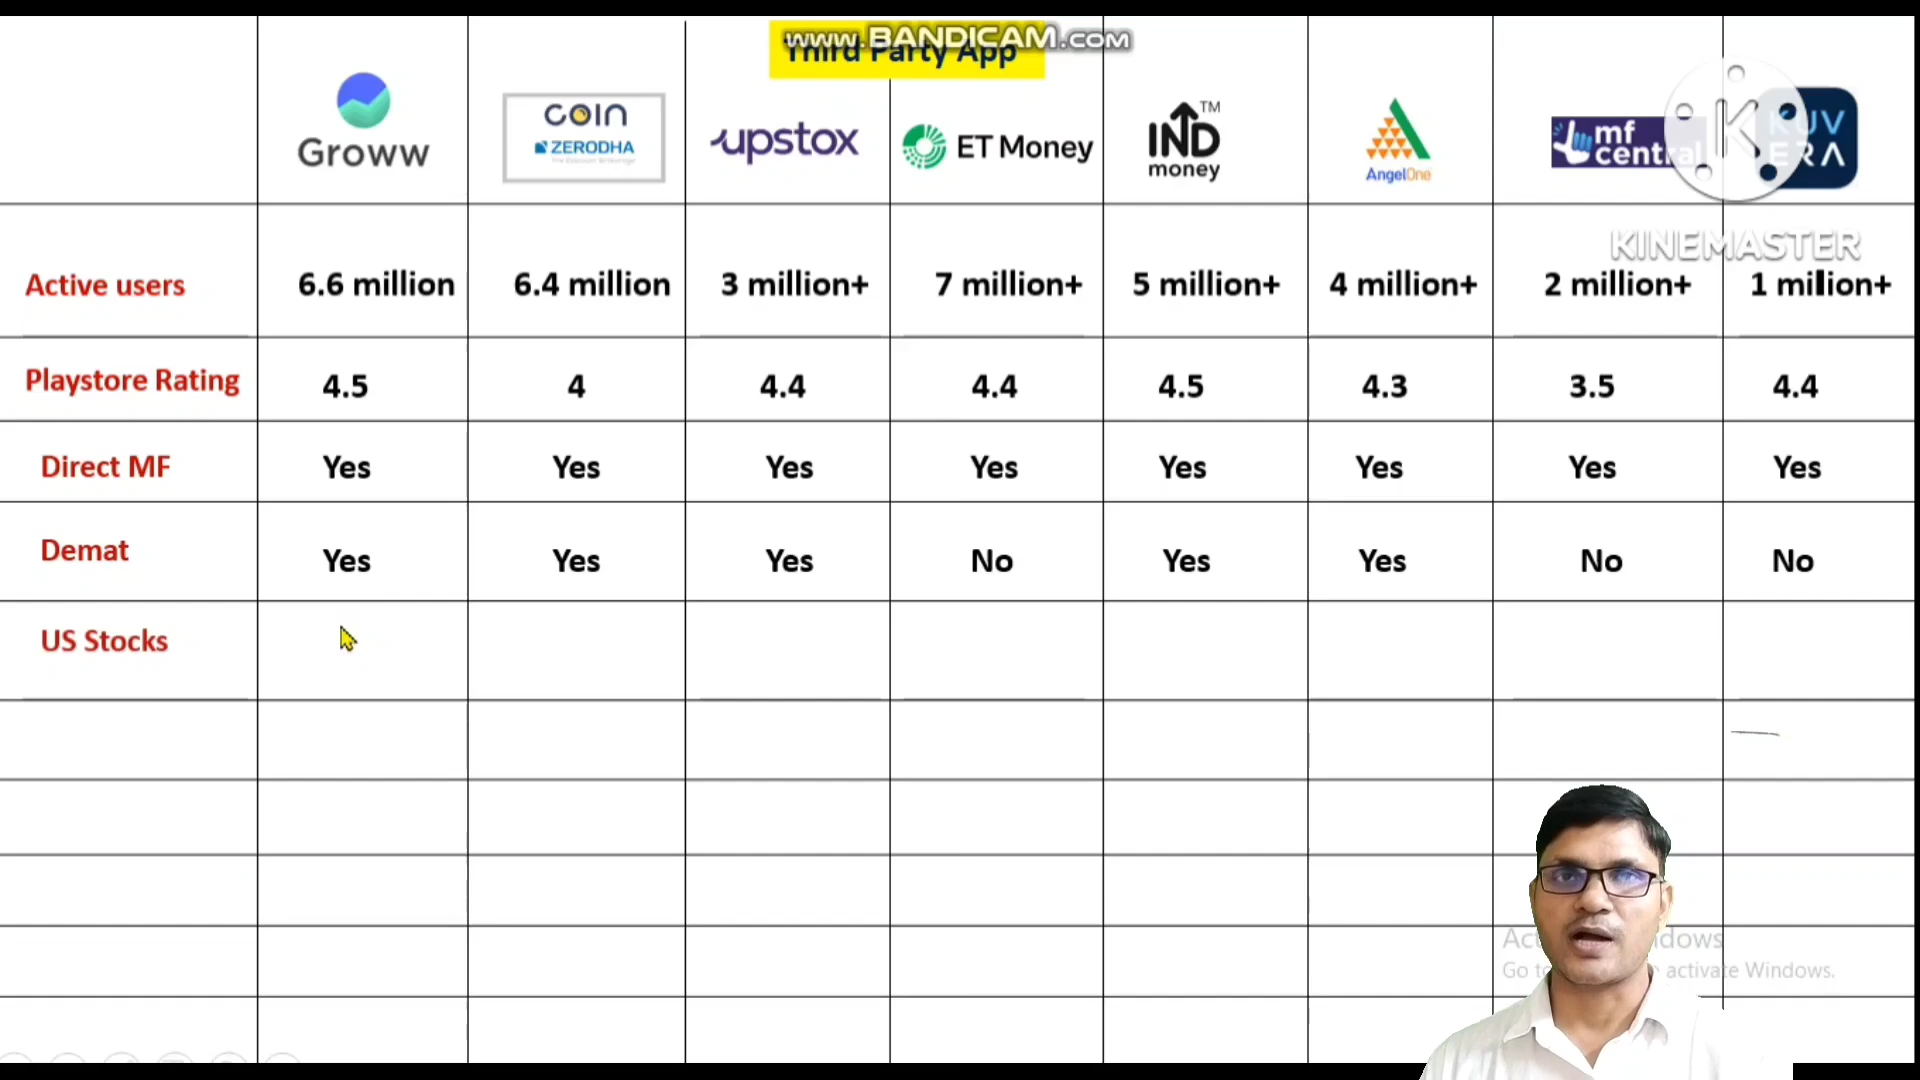 www.BANDICAM.com
Third Party App
Groww
COIN
ZERODHA
upstox
ET Money
IND
money
TM
AngelOne
mf
central
KUV
ERA
K
KINEMASTER
Active users 6.6 million 6.4 million 3 million+ 7 million+ 5 million+ 4 million+ 2 million+ 1 million+
Playstore Rating 4.5 4 4.4 4.4 4.5 4.3 3.5 4.4
Direct MF Yes Yes Yes Yes Yes Yes Yes Yes
Demat Yes Yes Yes No Yes Yes No No
US Stocks
activate Windows.